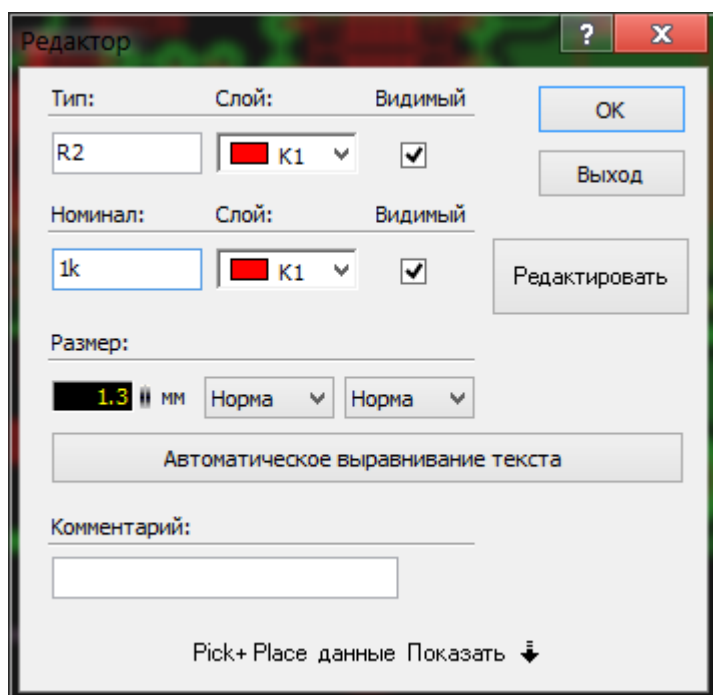 Редактор ? x
Тип: Слой: Видимый
R2 K1
OK
Выход
Номинал: Слой: Видимый
1k K1
Редактировать
Размер:
1.3 мм Норма Норма
Автоматическое выравнивание текста
Комментарий:
Pick+Place данные Показать